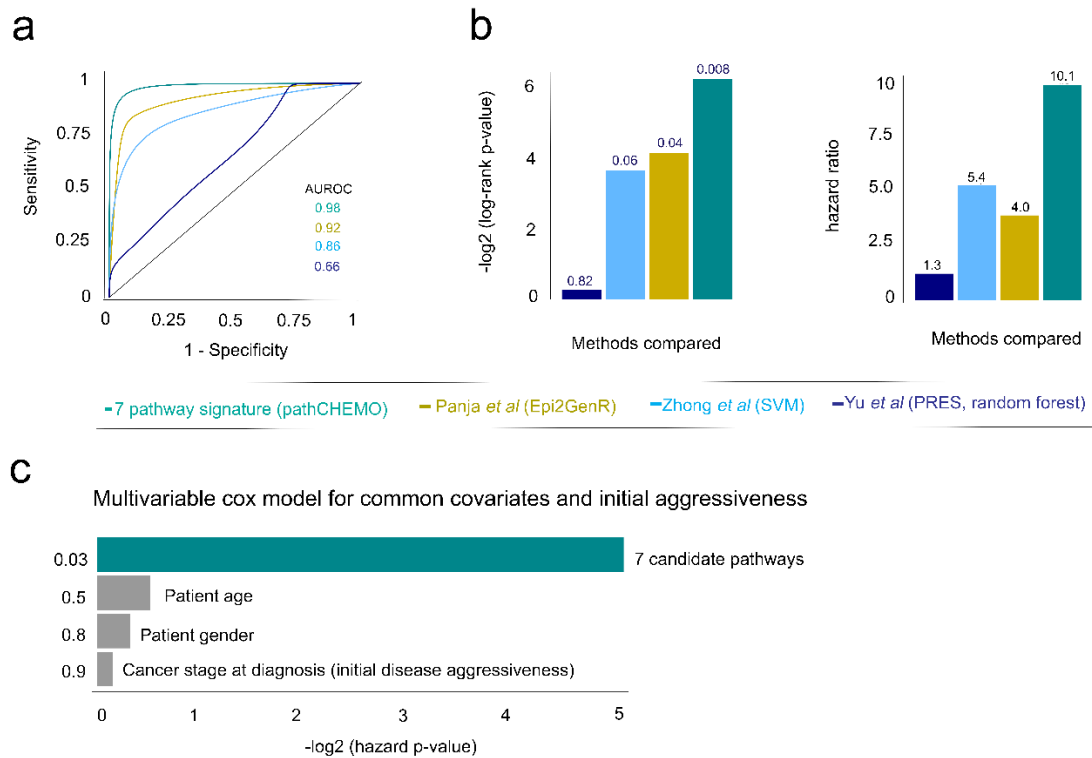 a
1
0.75
0.5
0.25
0
Sensitivity
0 0.25 0.5 0.75 1
1 - Specificity
AUROC
0.98
0.92
0.86
0.66
b
6
4
2
0
-log2 (log-rank p-value)
0.82
0.06
0.04
0.008
Methods compared
10
7.5
5.0
2.5
0
hazard ratio
1.3
5.4
4.0
10.1
Methods compared
7 pathway signature (pathCHEMO) Panja et al (Epi2GenR) Zhong et al (SVM) Yu et al (PRES, random forest)
c
Multivariable cox model for common covariates and initial aggressiveness
0.03 7 candidate pathways
0.5 Patient age
0.8 Patient gender
0.9 Cancer stage at diagnosis (initial disease aggressiveness)
0 1 2 3 4 5
-log2 (hazard p-value)